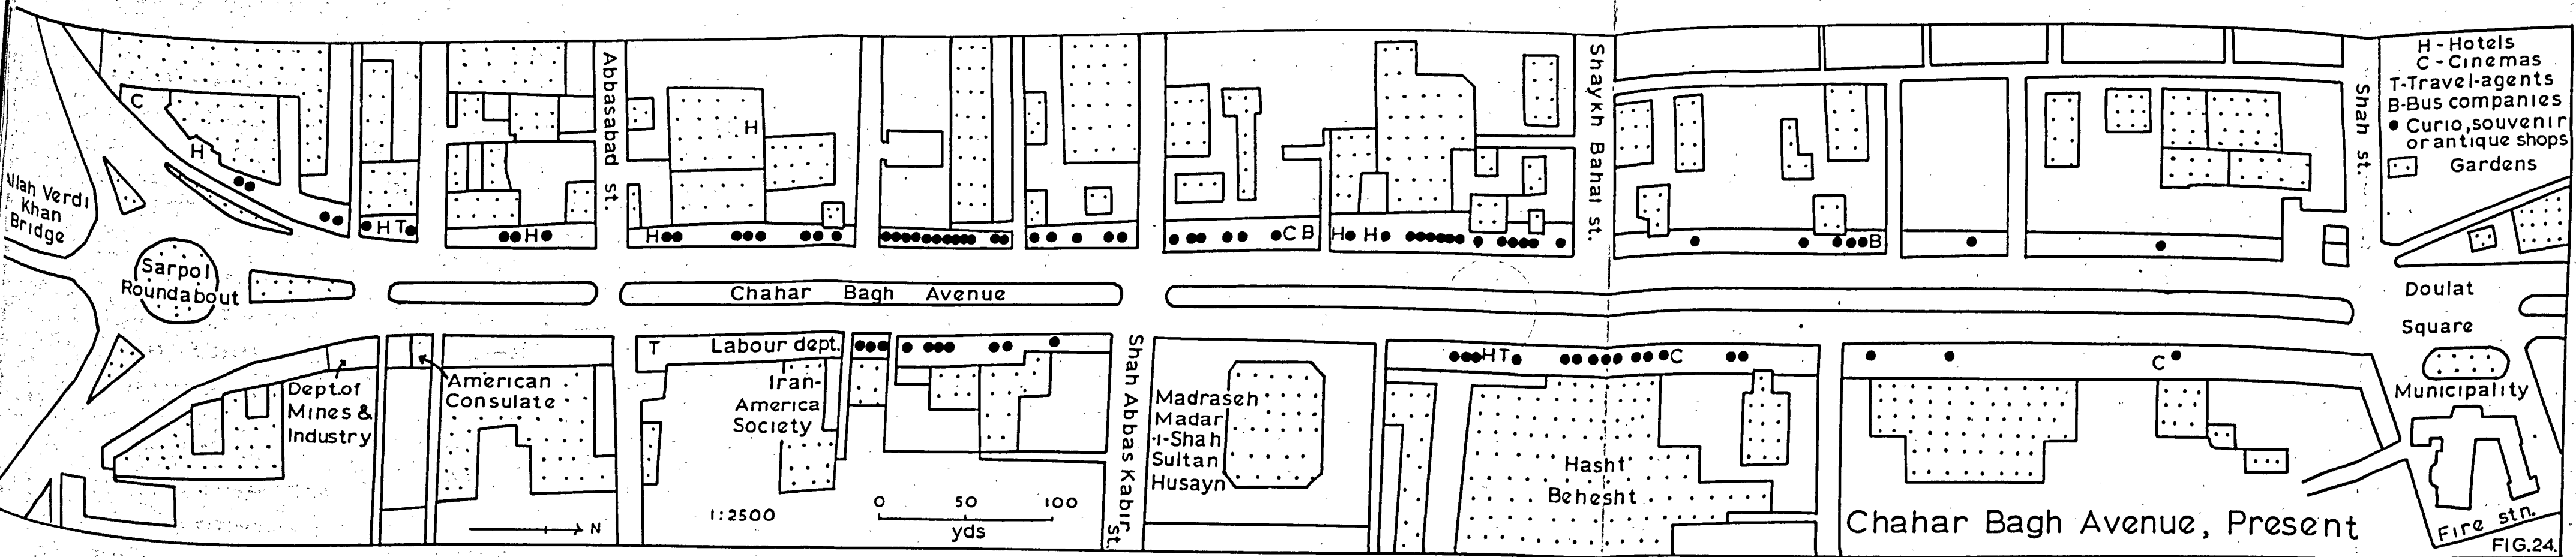 H - Hotels
C - Cinemas
T - Travel-agents
B - Bus companies
● Curio, souvenir
or antique shops
Gardens
Abbasabad st.
Shaykh Bahai st.
Shah st.
C
H
H
Allah Verdi
Khan
Bridge
H T
H
H
C B
H
H
B
Sarpol
Roundabout
Chahar Bagh Avenue
Doulat
Square
T
Labour dept.
H T
C
C
Dept. of
Mines &
Industry
American
Consulate
Iran-
America
Society
Shah Abbas Kabir st.
Madraseh
Madar
-i-Shah
Sultan
Husayn
Hasht
Behesht
Municipality
Fire stn.
N
1:2500
0 50 100
yds
Chahar Bagh Avenue, Present
FIG.24